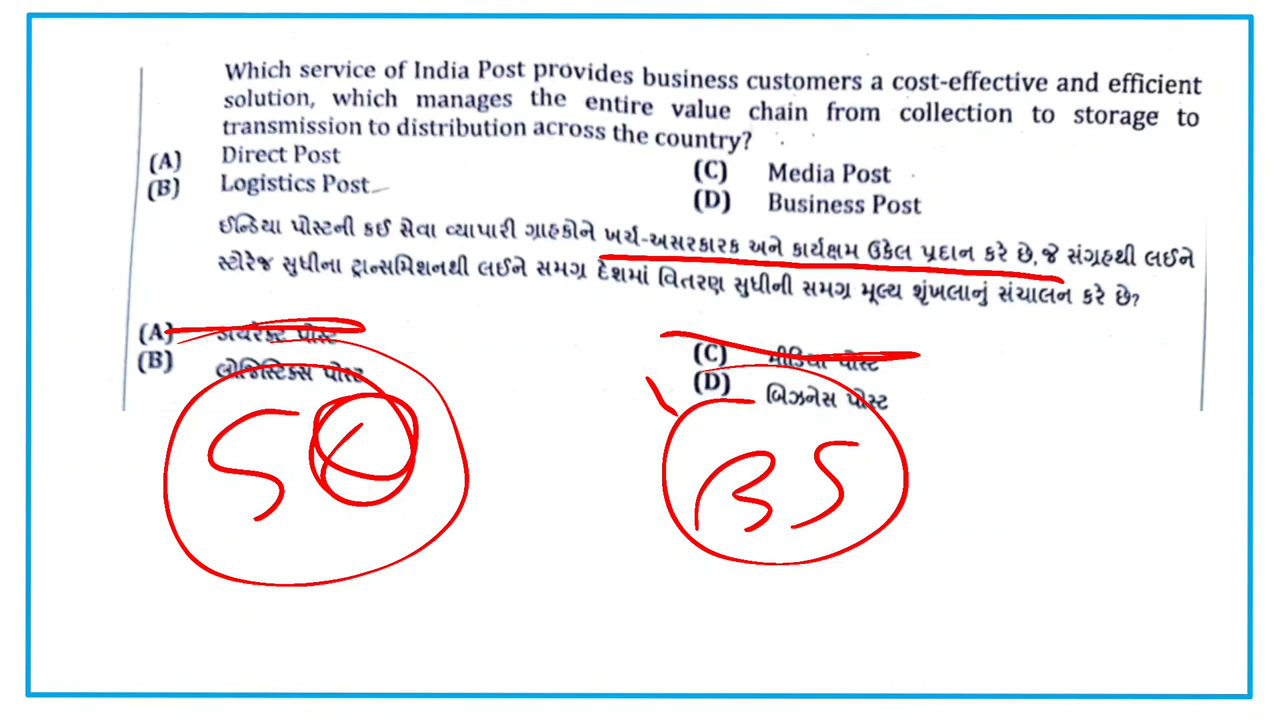 Which service of India Post provides business customers a cost-effective and efficient
solution, which manages the entire value chain from collection to storage to
transmission to distribution across the country?
(A) Direct Post (C) Media Post
(B) Logistics Post (D) Business Post
ઈન્ડિયા પોસ્ટની કઈ સેવા વ્યાપારી ગ્રાહકોને ખર્ચ-અસરકારક અને કાર્યક્ષમ ઉકેલ પ્રદાન કરે છે, જે સંગ્રહથી લઈને
સ્ટોરેજ સુધીના ટ્રાન્સમિશનથી લઈને સમગ્ર દેશમાં વિતરણ સુધીની સમગ્ર મૂલ્ય શૃંખલાનું સંચાલન કરે છે?
(A) ડાયરેક્ટ પોસ્ટ (C) મીડિયા પોસ્ટ
(B) લોજિસ્ટિક્સ પોસ્ટ (D) બિઝનેસ પોસ્ટ